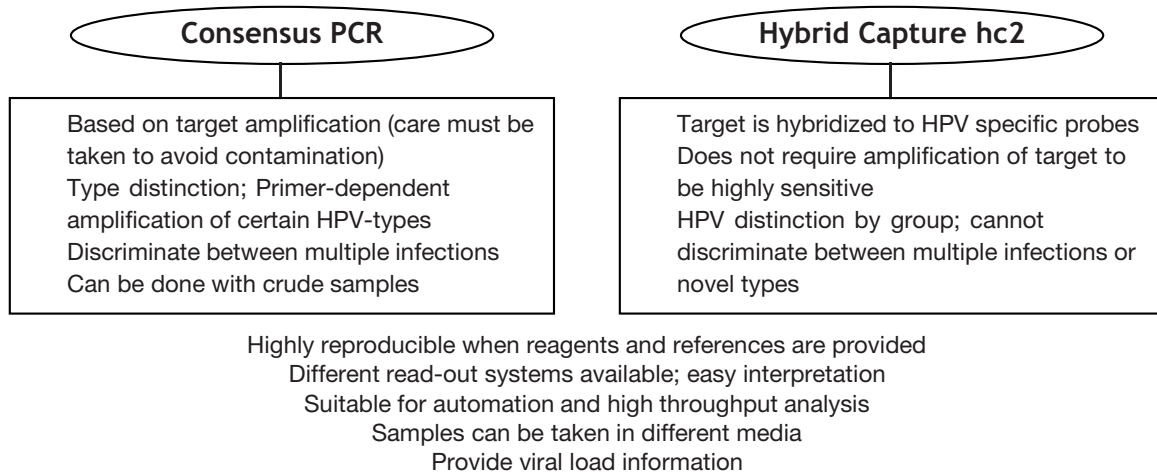 Consensus PCR
Based on target amplification (care must be
taken to avoid contamination)
Type distinction; Primer-dependent
amplification of certain HPV-types
Discriminate between multiple infections
Can be done with crude samples
Hybrid Capture hc2
Target is hybridized to HPV specific probes
Does not require amplification of target to
be highly sensitive
HPV distinction by group; cannot
discriminate between multiple infections or
novel types
Highly reproducible when reagents and references are provided
Different read-out systems available; easy interpretation
Suitable for automation and high throughput analysis
Samples can be taken in different media
Provide viral load information